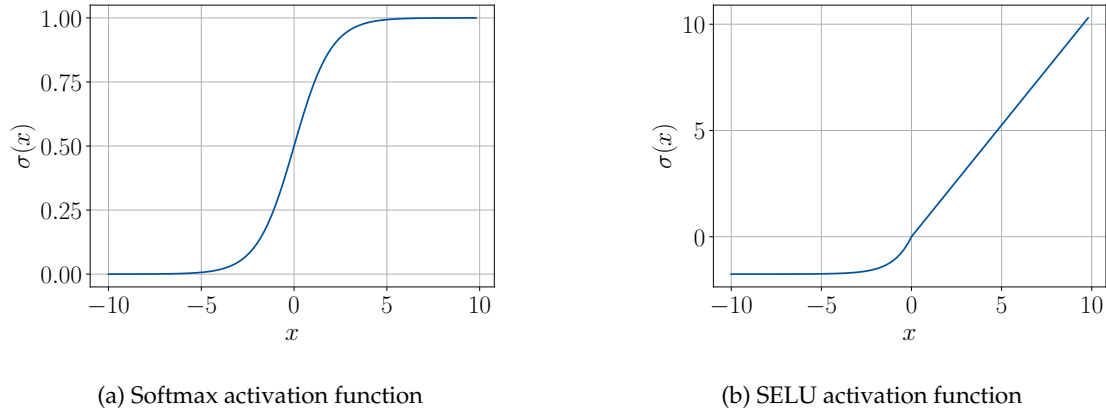 1.00
0.75
0.50
0.25
0.00
σ(x)
−10 −5 0 5 10
x
(a) Softmax activation function
10
5
0
σ(x)
−10 −5 0 5 10
x
(b) SELU activation function